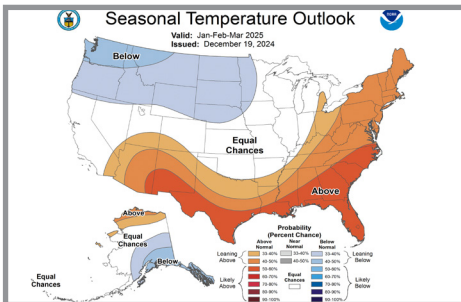 Seasonal Temperature Outlook
Valid: Jan-Feb-Mar 2025
Issued: December 19, 2024
Below
Equal
Chances
Above
Above
Equal
Chances
Below
Equal
Chances
Probability
(Percent Chance)
Above
Normal
Near
Normal
Below
Normal
Leaning
Above
33-40%
40-50%
33-40%
40-50%
33-40%
40-50%
Leaning
Below
Likely
Above
50-60%
60-70%
70-80%
80-90%
90-100%
Equal
Chances
50-60%
60-70%
70-80%
80-90%
90-100%
Likely
Below